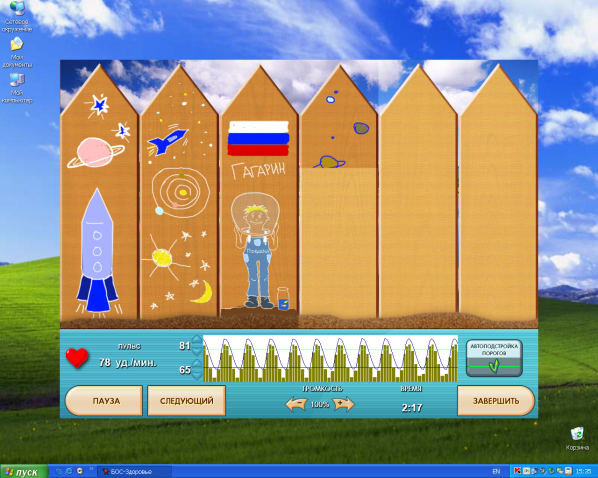 Сетевое
окружение
Мои
документы
Мой
компьютер
ГАГАРИН
ПУЛЬС
78 уд./мин.
81
65
АВТОПОДСТРОЙКА
ПОРОГОВ
ПАУЗА
СЛЕДУЮЩИЙ
ГРОМКОСТЬ
100%
ВРЕМЯ
2:17
ЗАВЕРШИТЬ
Корзина
пуск
БОС-Здоровье
EN
15:35